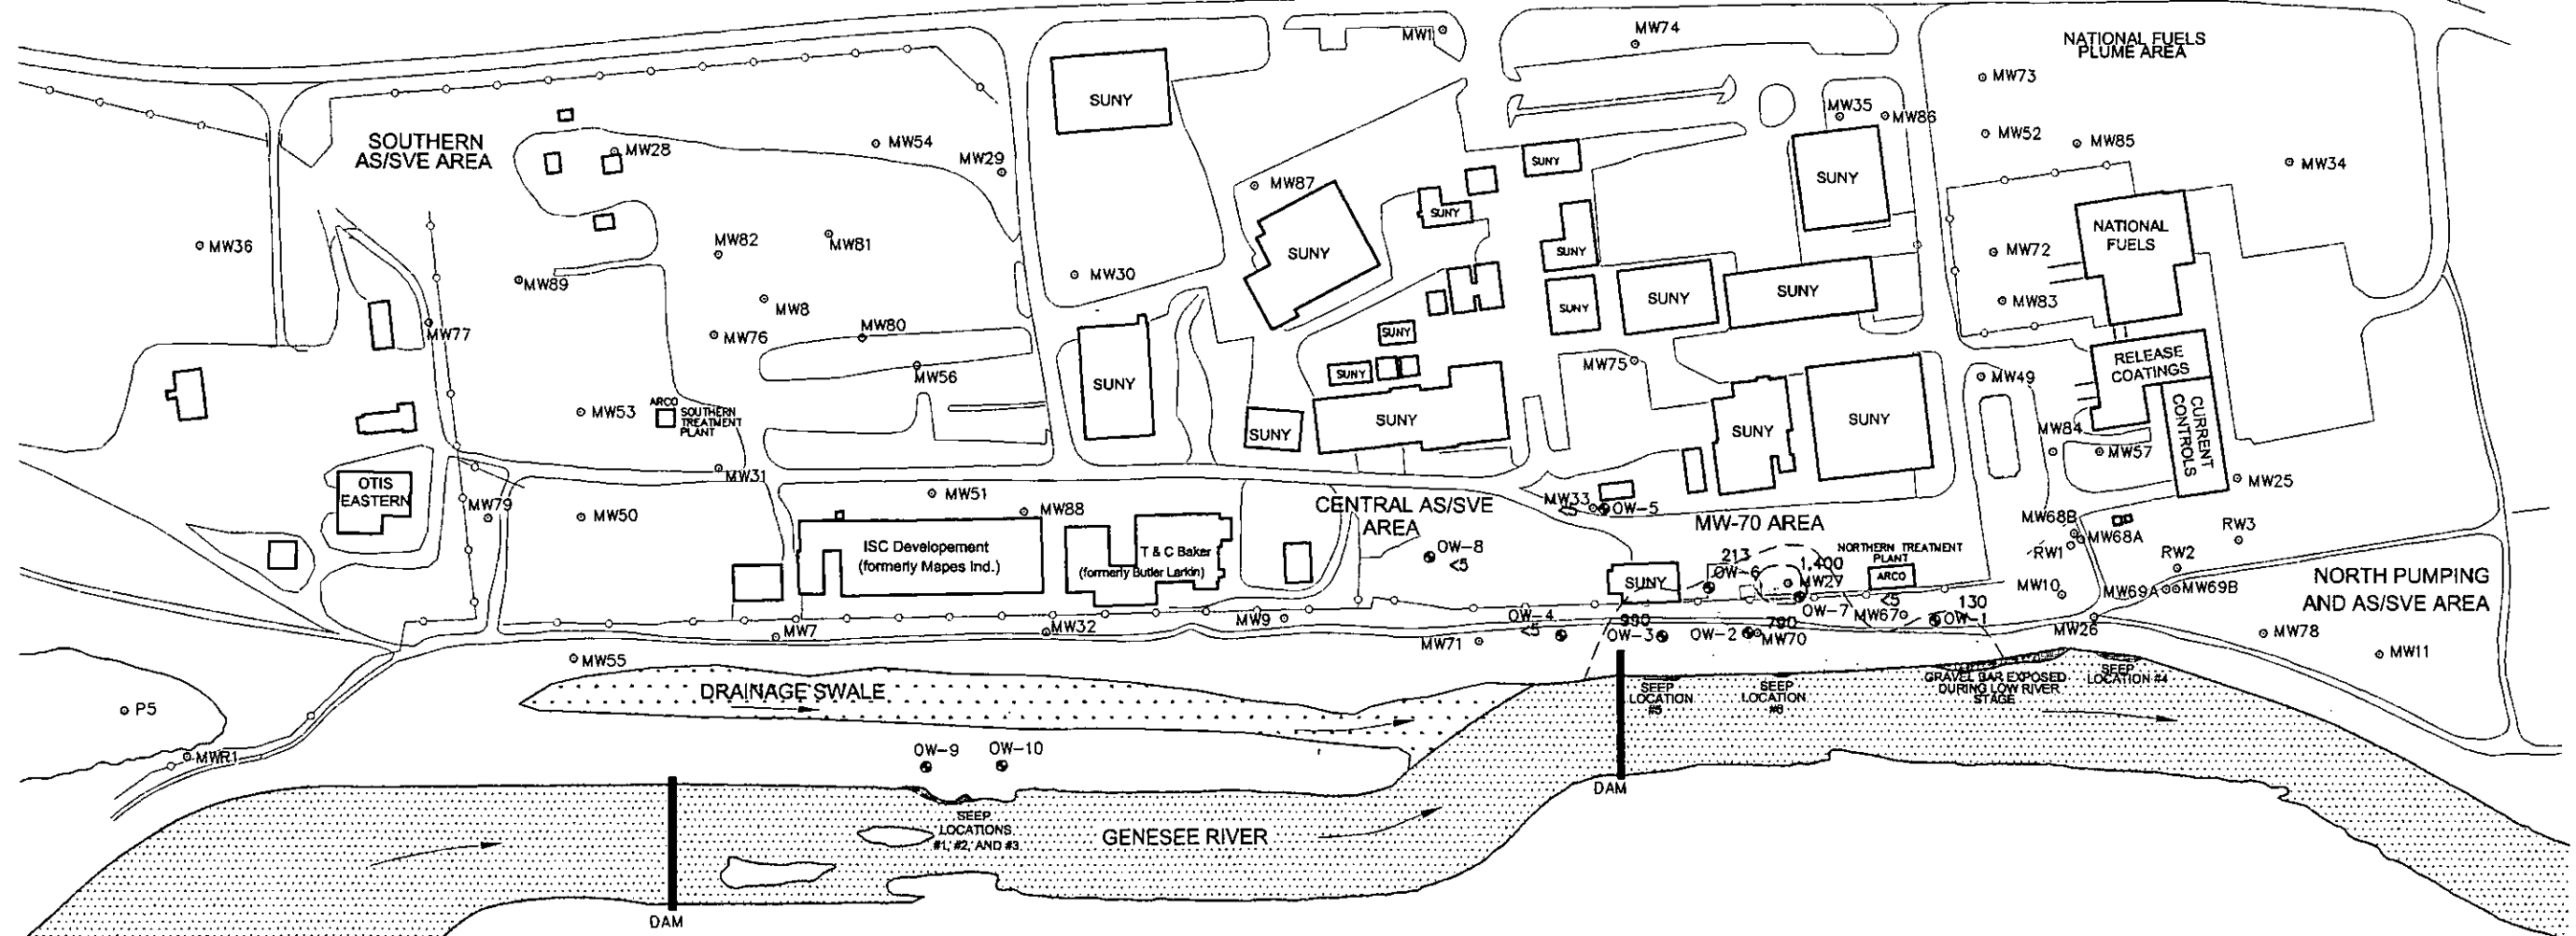 MW1
MW74
NATIONAL FUELS
PLUME AREA
MW73
SUNY
MW35
MW86
SOUTHERN
AS/SVE AREA
MW28
MW54
MW29
MW52
MW85
MW34
SUNY
SUNY
MW87
SUNY
MW36
MW82
MW81
SUNY
SUNY
NATIONAL
FUELS
MW72
MW89
MW30
MW8
SUNY
SUNY
SUNY
MW83
MW77
MW76
MW80
SUNY
MW56
SUNY
SUNY
MW75
RELEASE
COATINGS
MW49
MW53
ARCO
SOUTHERN
TREATMENT
PLANT
SUNY
SUNY
SUNY
SUNY
CURRENT
CONTROLS
MW84
MW57
MW31
MW25
OTIS
EASTERN
MW79
MW50
MW51
MW88
CENTRAL AS/SVE
AREA
MW33
<5
OW-5
MW-70 AREA
MW68B
MW68A
RW1
RW2
RW3
ISC Developement
(formerly Mapes Ind.)
T & C Baker
(formerly Butler Larkin)
OW-8
<5
213
OW-6
1,400
MW27
NORTHERN TREATMENT
PLANT
ARCO
SUNY
MW10
MW69A
MW69B
NORTH PUMPING
AND AS/SVE AREA
MW7
MW32
MW9
MW71
OW-4
<5
990
OW-3
OW-2
790
MW70
OW-7
<5
MW67
130
OW-1
MW26
MW78
MW11
MW55
DRAINAGE SWALE
SEEP
LOCATION
#5
SEEP
LOCATION
#6
GRAVEL BAR EXPOSED
DURING LOW RIVER
STAGE
SEEP
LOCATION #4
P5
MWR1
OW-9
OW-10
DAM
SEEP
LOCATIONS
#1, #2, AND #3
GENESEE RIVER
DAM